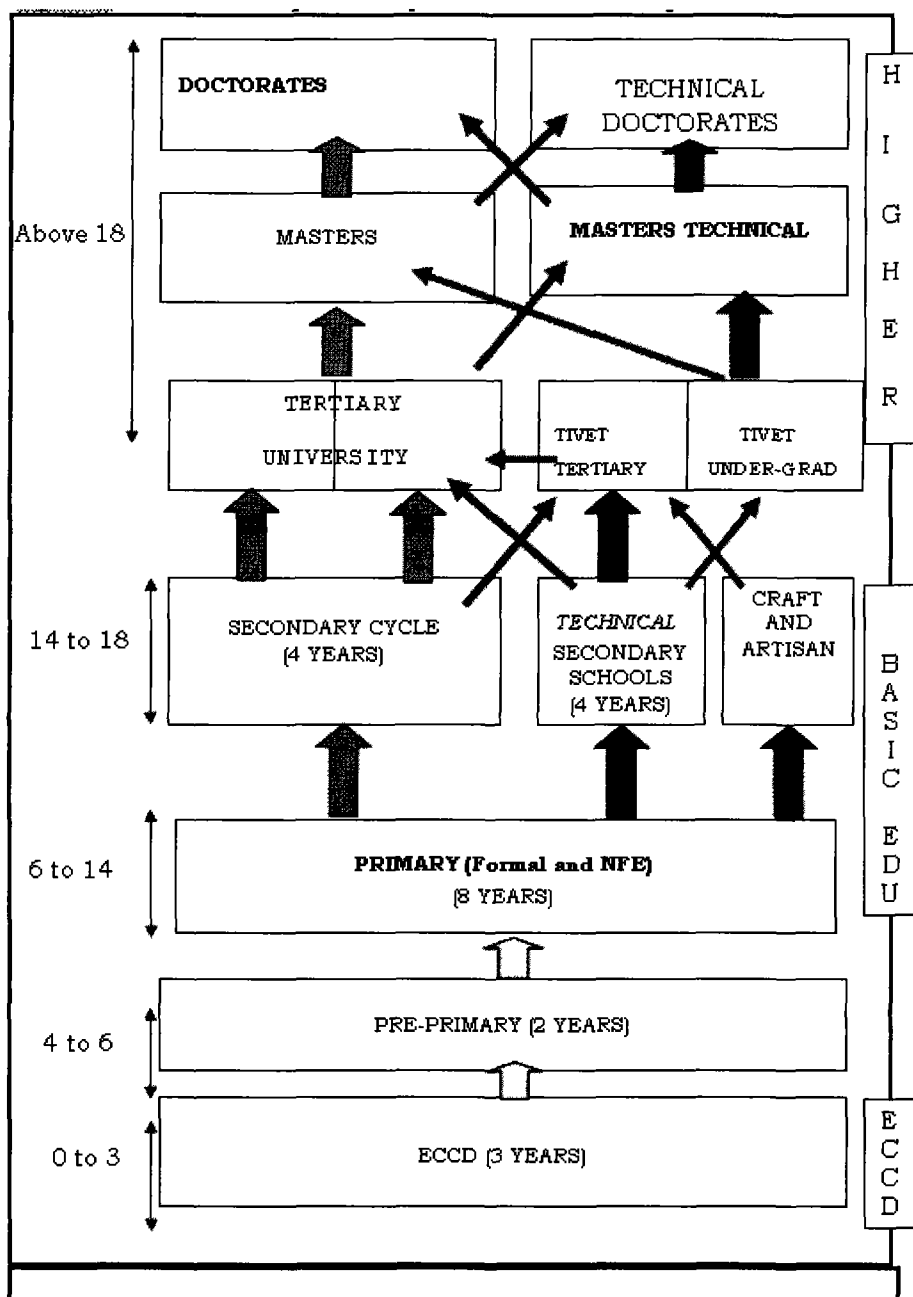 DOCTORATES
TECHNICAL
DOCTORATES
Above 18
MASTERS
MASTERS TECHNICAL
TERTIARY
UNIVERSITY
TIVET
TERTIARY
TIVET
UNDER-GRAD
H
I
G
H
E
R
14 to 18
SECONDARY CYCLE
(4 YEARS)
TECHNICAL
SECONDARY
SCHOOLS
(4 YEARS)
CRAFT
AND
ARTISAN
6 to 14
PRIMARY (Formal and NFE)
(8 YEARS)
B
A
S
I
C
E
D
U
4 to 6
PRE-PRIMARY (2 YEARS)
0 to 3
ECCD (3 YEARS)
E
C
C
D